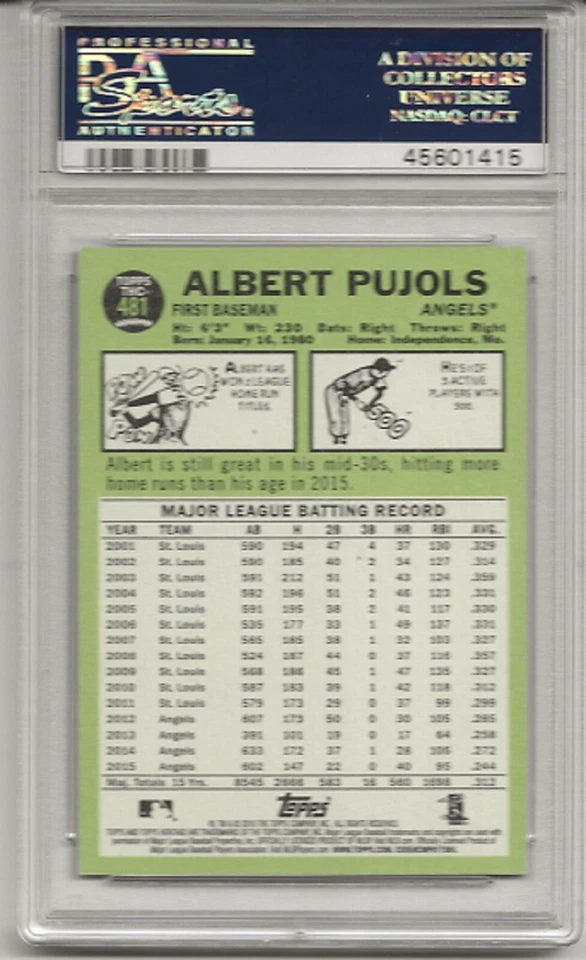 PROFESSIONAL
PSA
Sports
AUTHENTICATOR
A DIVISION OF
COLLECTORS
UNIVERSE
NASDAQ: CLCT
45601415
TOPPS
THC
481
ALBERT PUJOLS
FIRST BASEMAN ANGELS®
Ht: 6'3" Wt: 230 Bats: Right Throws: Right
Born: January 16, 1980 Home: Independence, Mo.
ALBERT HAS
WON 2 LEAGUE
HOME RUN
TITLES.
POW
HE'S 1 OF
3 ACTIVE
PLAYERS WITH
500.
500
Albert is still great in his mid-30s, hitting more
home runs than his age in 2015.
MAJOR LEAGUE BATTING RECORD
YEAR TEAM AB H 2B 3B HR RBI AVG.
2001 St. Louis 590 194 47 4 37 130 .329
2002 St. Louis 590 185 40 2 34 127 .314
2003 St. Louis 591 212 51 1 43 124 .359
2004 St. Louis 592 196 51 2 46 123 .331
2005 St. Louis 591 195 38 2 41 117 .330
2006 St. Louis 535 177 33 1 49 137 .331
2007 St. Louis 565 185 38 1 32 103 .327
2008 St. Louis 524 187 44 0 37 116 .357
2009 St. Louis 568 186 45 1 47 135 .327
2010 St. Louis 587 183 39 1 42 118 .312
2011 St. Louis 579 173 29 0 37 99 .299
2012 Angels 607 173 50 0 30 105 .285
2013 Angels 391 101 19 0 17 64 .258
2014 Angels 633 172 37 1 28 105 .272
2015 Angels 602 147 22 0 40 95 .244
Maj. Totals 15 Yrs. 8545 2666 583 16 560 1698 .312
Topps